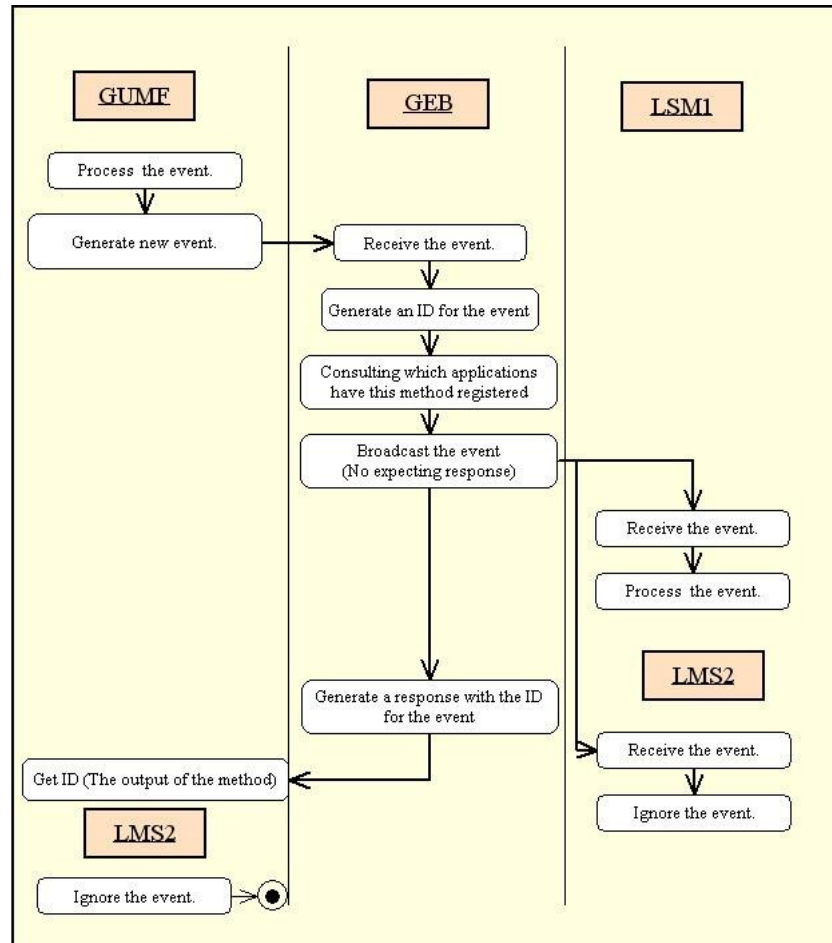 GUMF
Process the event.
Generate new event.
GEB
Receive the event.
Generate an ID for the event
Consulting which applications
have this method registered
Broadcast the event
(No expecting response)
Generate a response with the ID
for the event
LSM1
Receive the event.
Process the event.
LMS2
Receive the event.
Ignore the event.
Get ID (The output of the method)
LMS2
Ignore the event.